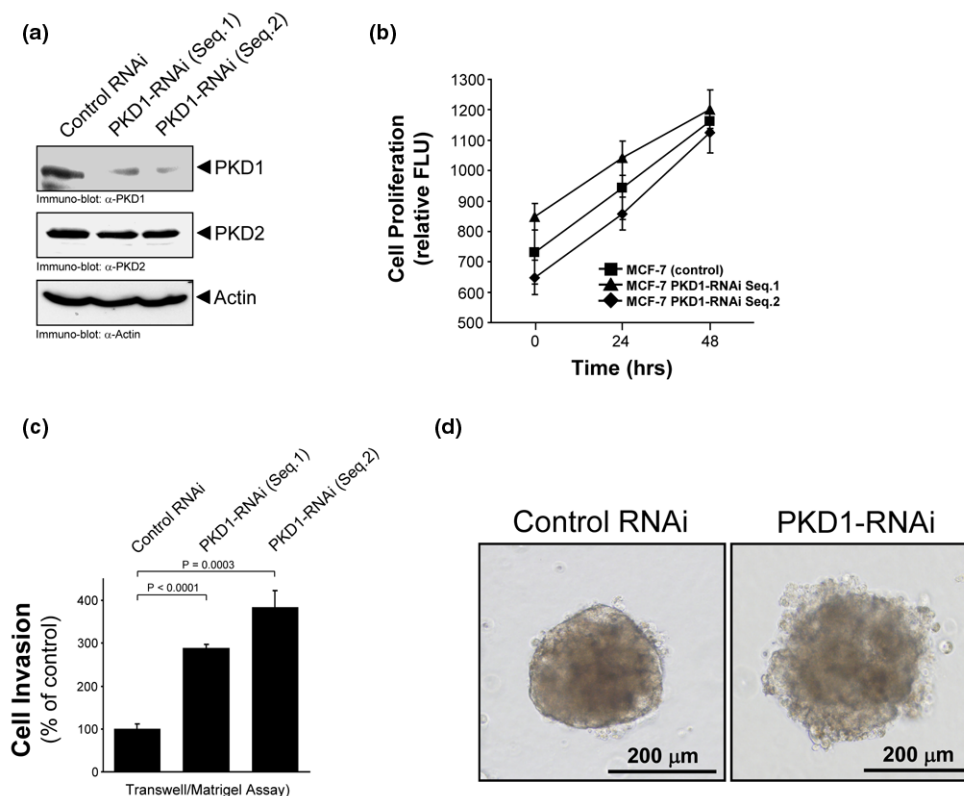 (a)
Control RNAi
PKD1-RNAi (Seq.1)
PKD1-RNAi (Seq.2)
PKD1
Immuno-blot: α-PKD1
PKD2
Immuno-blot: α-PKD2
Actin
Immuno-blot: α-Actin
(b)
Cell Proliferation
(relative FLU)
1300
1200
1100
1000
900
800
700
600
500
MCF-7 (control)
MCF-7 PKD1-RNAi Seq.1
MCF-7 PKD1-RNAi Seq.2
0 24 48
Time (hrs)
(c)
Control RNAi
PKD1-RNAi (Seq.1)
PKD1-RNAi (Seq.2)
P = 0.0003
P < 0.0001
Cell Invasion
(% of control)
400
300
200
100
0
Transwell/Matrigel Assay)
(d)
Control RNAi PKD1-RNAi
200 µm 200 µm